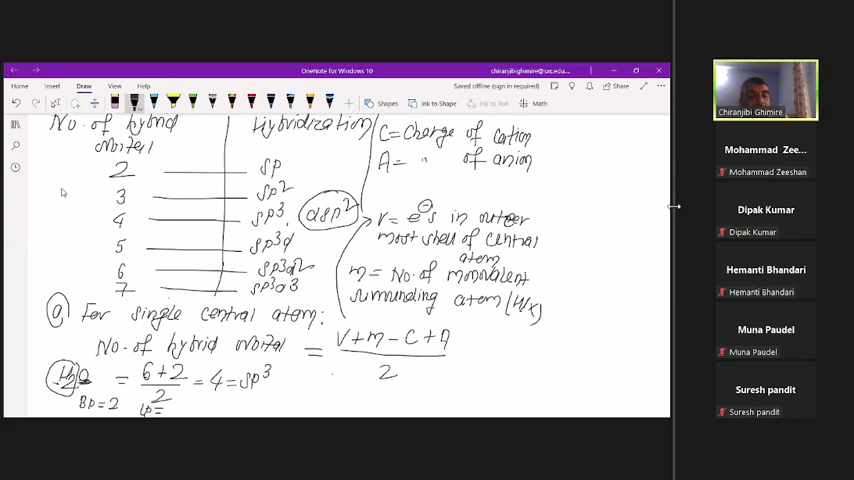 OneNote for Windows 10
chiranjibighimire@sxc.edu...
Home Insert Draw View Help
Saved offline (sign in required)
Share
Shapes Ink to Shape Ink to Text Math
No. of hybrid orbital
Hybridization
2 sp
3 sp2
4 sp3, dsp2
5 sp3d
6 sp3d2
7 sp3d3
C= Charge of cation
A= " of anion
V= e⊖s in outer
most shell of central
atom
m = No. of monovalent
surrounding atom (H/X)
a) For single central atom:
No. of hybrid orbital = V+m-C+A / 2
H2O = 6+2 / 2 = 4 = sp3
BP=2 LP=
Chiranjibi Ghimire
Mohammad Zee...
Mohammad Zeeshan
Dipak Kumar
Dipak Kumar
Hemanti Bhandari
Hemanti Bhandari
Muna Paudel
Muna Paudel
Suresh pandit
Suresh pandit